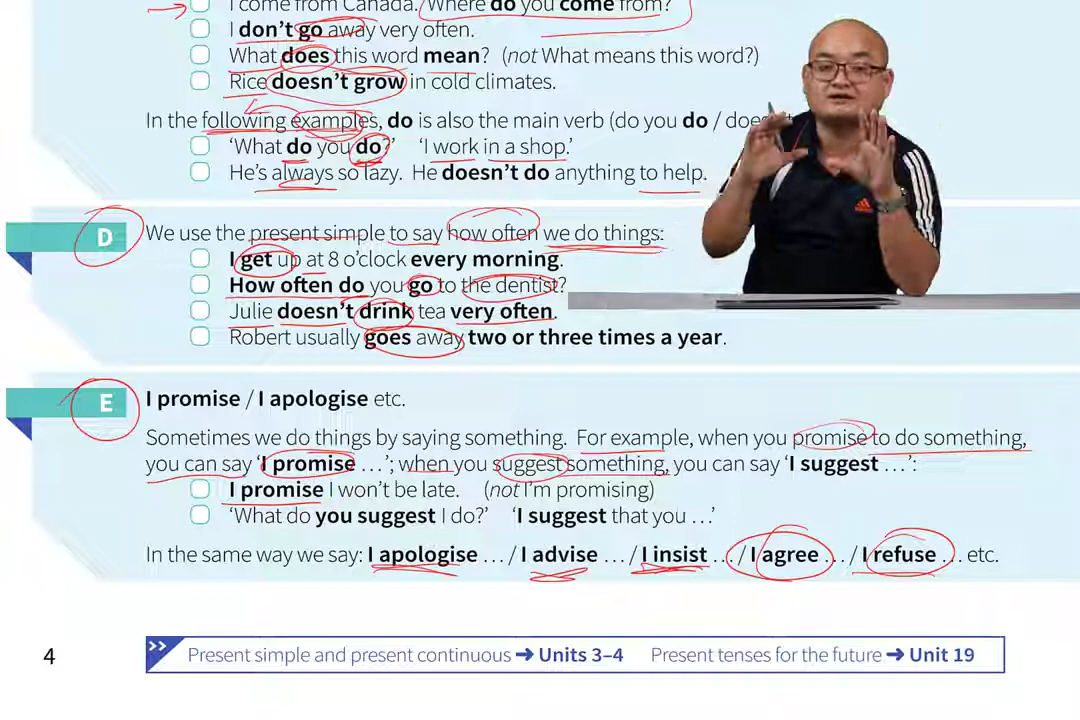 I come from Canada. Where do you come from?
I don't go away very often.
What does this word mean? (not What means this word?)
Rice doesn't grow in cold climates.
In the following examples, do is also the main verb (do you do /
'What do you do?' 'I work in a shop.'
He's always so lazy. He doesn't do anything to help.
D
We use the present simple to say how often we do things:
I get up at 8 o'clock every morning.
How often do you go to the dentist?
Julie doesn't drink tea very often.
Robert usually goes away two or three times a year.
E
I promise / I apologise etc.
Sometimes we do things by saying something. For example, when you promise to do something,
you can say 'I promise …'; when you suggest something, you can say 'I suggest …':
I promise I won't be late. (not I'm promising)
'What do you suggest I do?' 'I suggest that you …'
In the same way we say: I apologise … / I advise … / I insist … / I agree … / I refuse … etc.
4
>> Present simple and present continuous ➜ Units 3–4 Present tenses for the future ➜ Unit 19